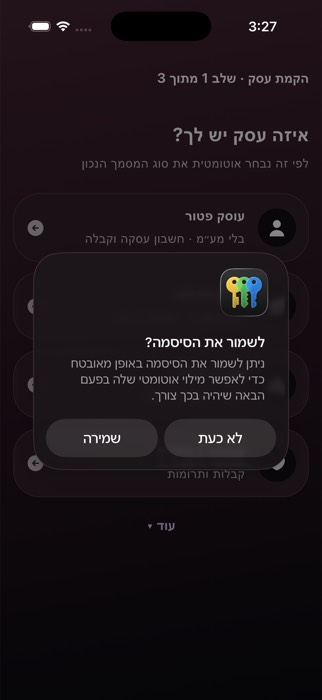 3:27
הקמת עסק · שלב 1 מתוך 3
איזה עסק יש לך?
לפי זה נבחר אוטומטית את סוג המסמך הנכון
עוסק פטור
בלי מע״מ · חשבון עסקה וקבלה
לשמור את הסיסמה?
ניתן לשמור את הסיסמה באופן מאובטח
כדי לאפשר מילוי אוטומטי שלה בפעם
הבאה שיהיה בכך צורך.
לא כעת
שמירה
קבלות ותרומות
עוד ▾